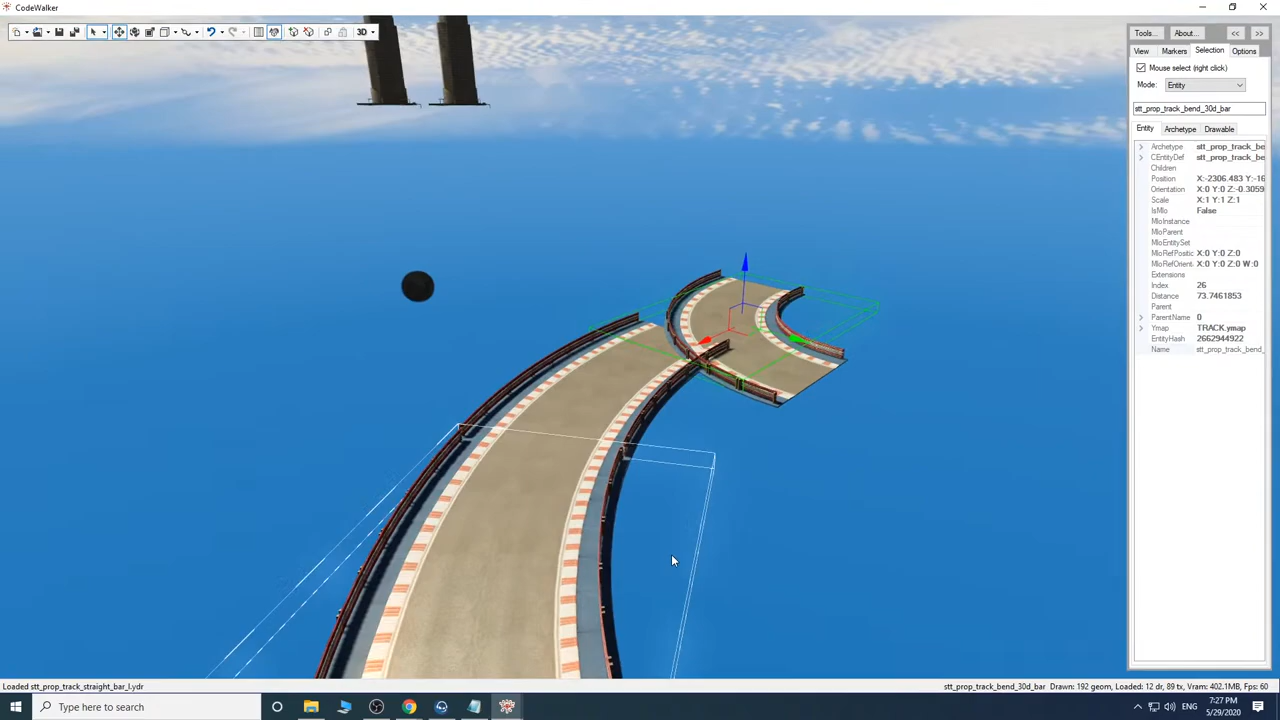 CodeWalker
3D
Tools...
About...
<<
>>
View
Markers
Selection
Options
Mouse select (right click)
Mode:
Entity
stt_prop_track_bend_30d_bar
Entity
Archetype
Drawable
Archetype stt_prop_track_be
CEntityDef stt_prop_track_be
Children
Position X:-2306.483 Y:-16
Orientation X:0 Y:0 Z:-0.3059
Scale X:1 Y:1 Z:1
IsMlo False
MloInstance
MloParent
MloEntitySet
MloRefPositic X:0 Y:0 Z:0
MloRefOrient- X:0 Y:0 Z:0 W:0
Extensions
Index 26
Distance 73.7461853
Parent
ParentName 0
Ymap TRACK.ymap
EntityHash 2662944922
Name stt_prop_track_bend_
Loaded stt_prop_track_straight_bar_l.ydr
stt_prop_track_bend_30d_bar
Drawn: 192 geom, Loaded: 12 dr, 89 tx, Vram: 402.1MB, Fps: 60
Type here to search
ENG
7:27 PM
5/29/2020